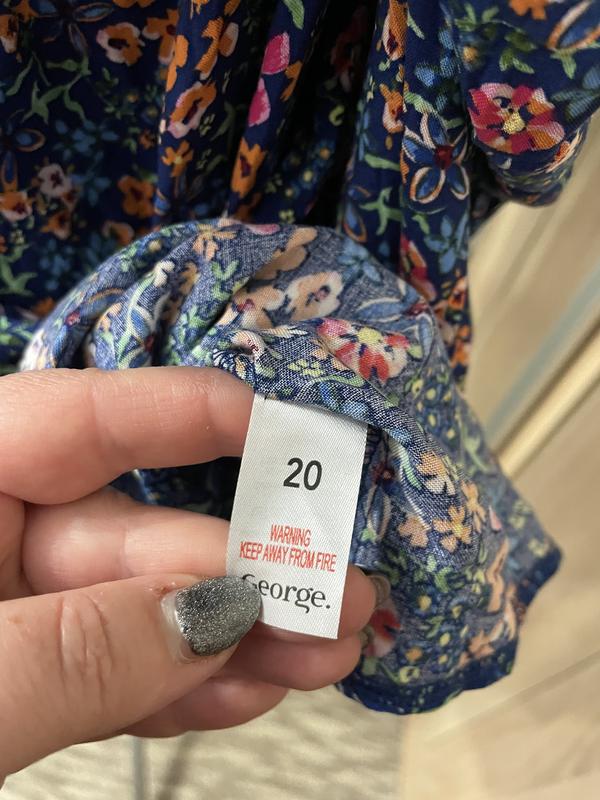 20
WARNING
KEEP AWAY FROM FIRE
George.